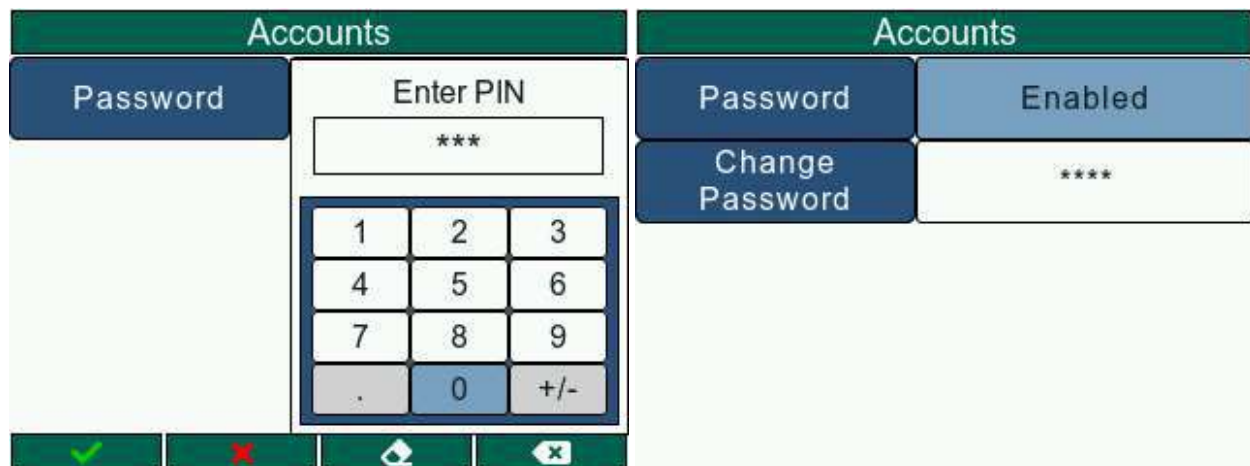 Accounts
Password
Enter PIN
***
1 2 3
4 5 6
7 8 9
. 0 +/-
Accounts
Password Enabled
Change
Password
****